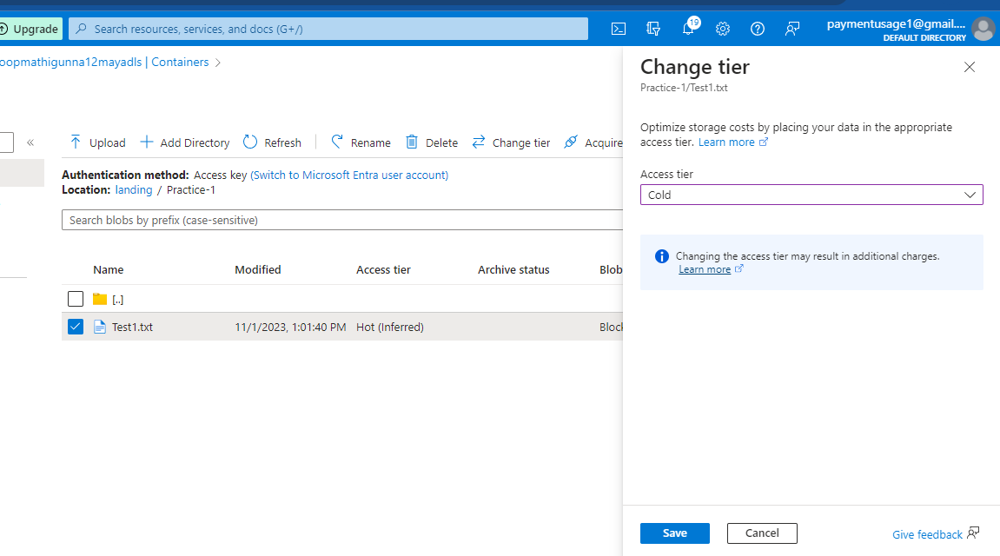 Upgrade
Search resources, services, and docs (G+/)
19
paymentusage1@gmail....
DEFAULT DIRECTORY
oopmathigunna12mayadls | Containers
Upload
Add Directory
Refresh
Rename
Delete
Change tier
Acquire
Authentication method: Access key (Switch to Microsoft Entra user account)
Location: landing / Practice-1
Search blobs by prefix (case-sensitive)
Name Modified Access tier Archive status Blob
[..]
Test1.txt 11/1/2023, 1:01:40 PM Hot (Inferred) Block
Change tier
Practice-1/Test1.txt
Optimize storage costs by placing your data in the appropriate
access tier. Learn more
Access tier
Cold
Changing the access tier may result in additional charges.
Learn more
Save
Cancel
Give feedback